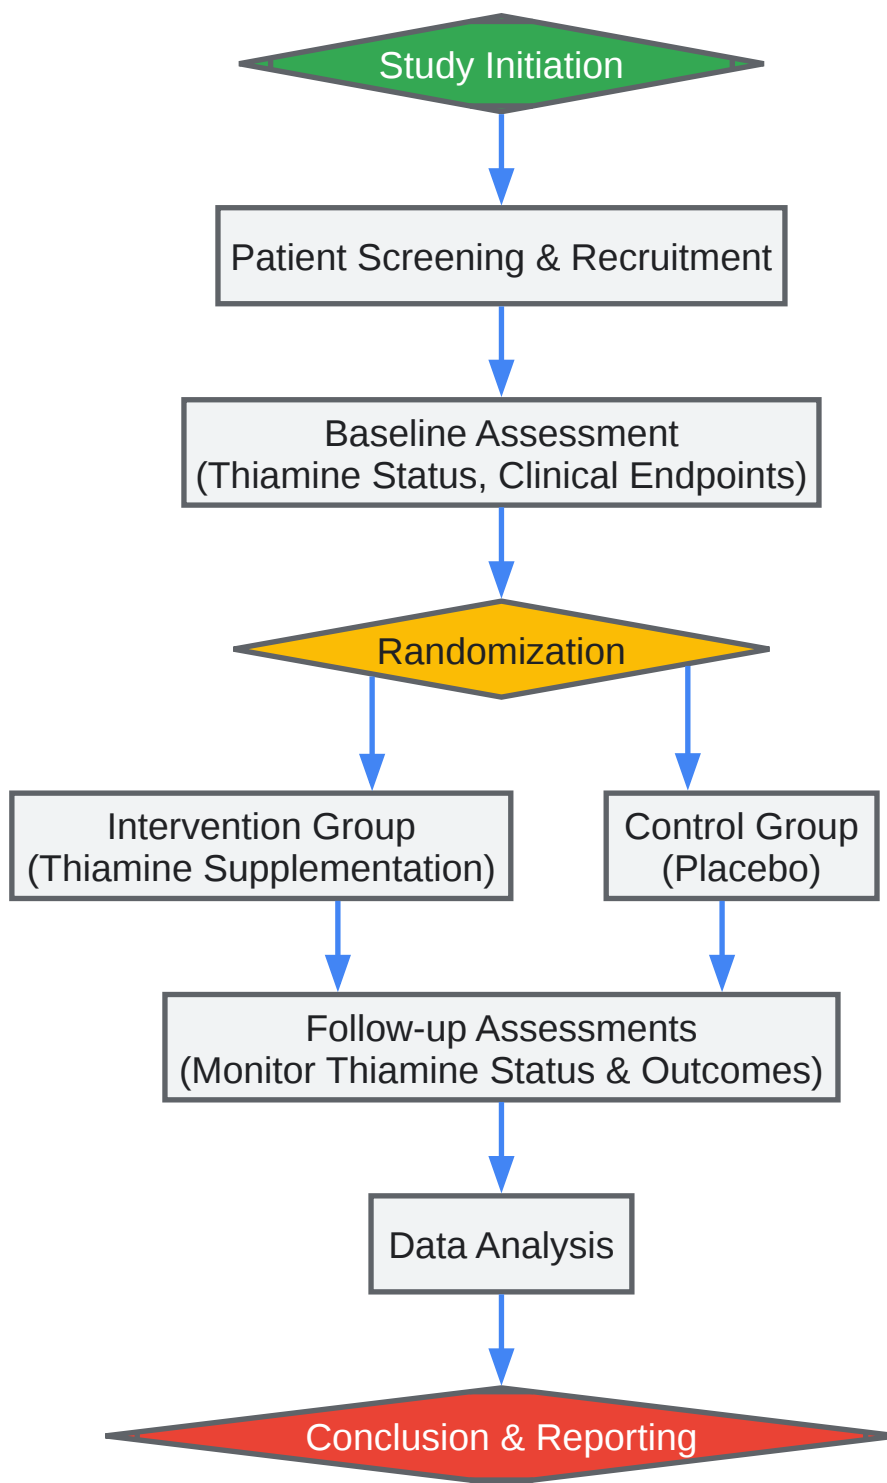 Study Initiation
Patient Screening & Recruitment
Baseline Assessment
(Thiamine Status, Clinical Endpoints)
Randomization
Intervention Group
(Thiamine Supplementation)
Control Group
(Placebo)
Follow-up Assessments
(Monitor Thiamine Status & Outcomes)
Data Analysis
Conclusion & Reporting